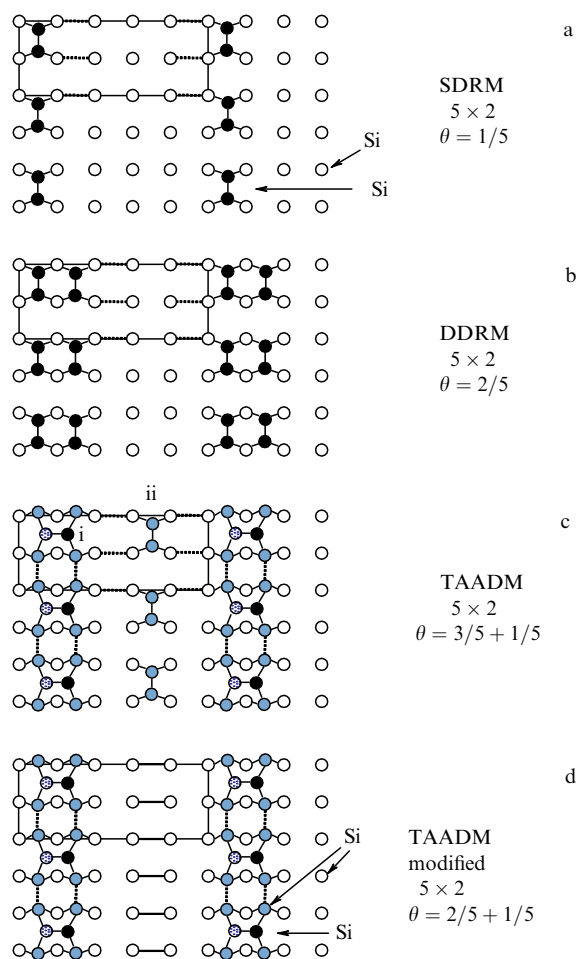 a
SDRM
5 × 2
θ = 1/5
Si
Si
b
DDRM
5 × 2
θ = 2/5
ii
i
c
TAADM
5 × 2
θ = 3/5 + 1/5
d
Si
TAADM
modified
5 × 2
θ = 2/5 + 1/5
Si